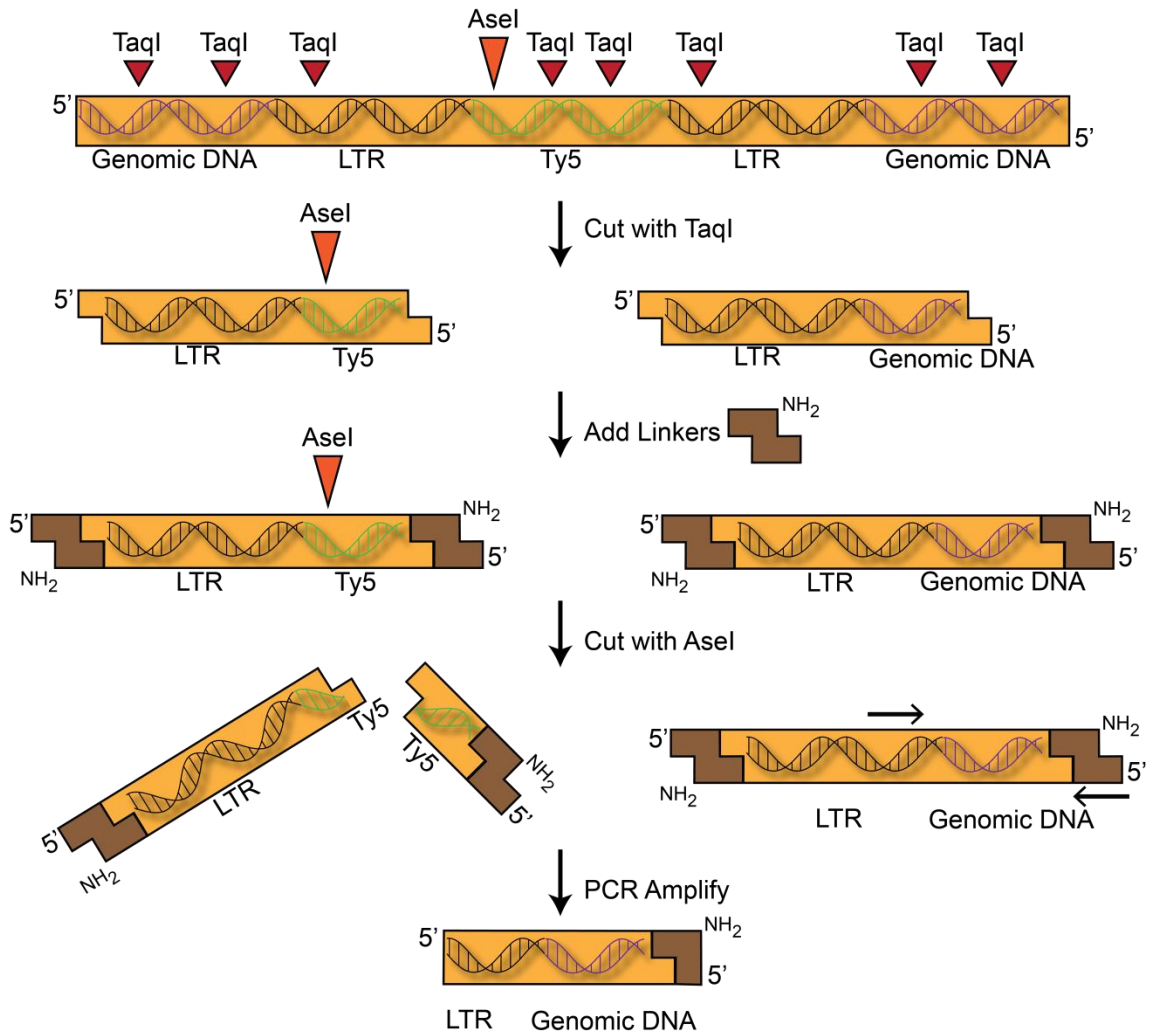 AseI
TaqI TaqI TaqI TaqI TaqI TaqI TaqI TaqI
5’
5’
Genomic DNA LTR Ty5 LTR Genomic DNA
AseI
Cut with TaqI
5’ 5’
5’ 5’
LTR Ty5 LTR Genomic DNA
NH2
Add Linkers
AseI
NH2 NH2
5’ 5’
5’ 5’
NH2 LTR Ty5 NH2 LTR Genomic DNA
Cut with AseI
Ty5
LTR
5’
NH2
Ty5
NH2
5’
5’ NH2
NH2 5’
LTR Genomic DNA
PCR Amplify
5’ NH2
5’
LTR Genomic DNA